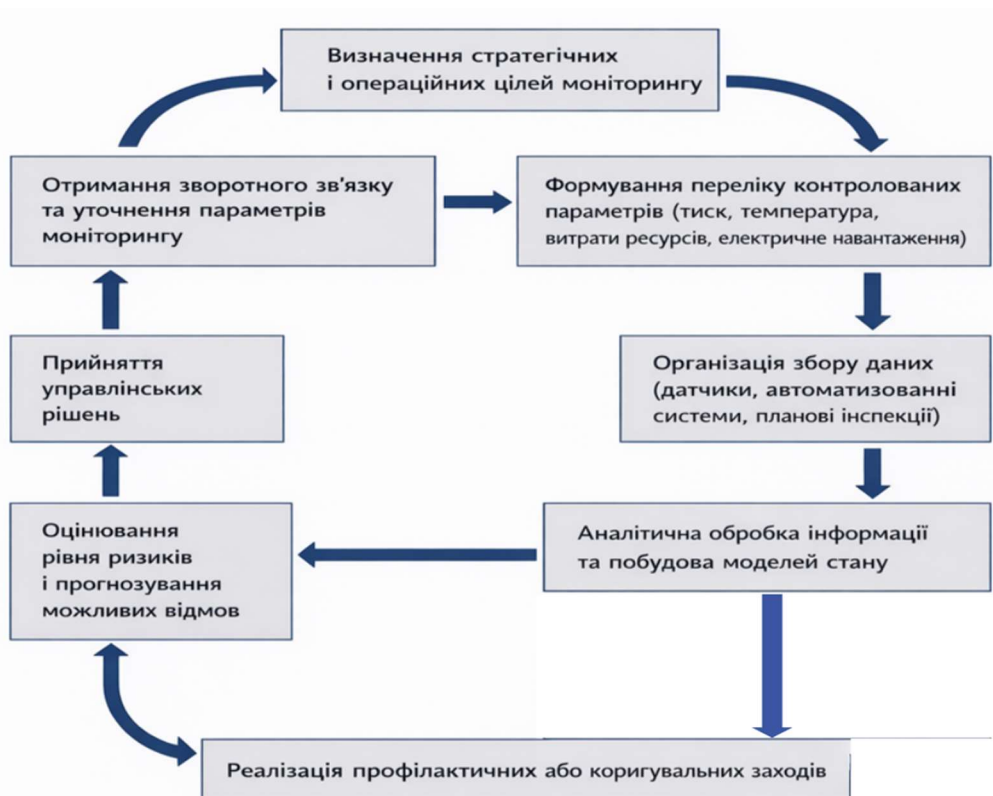 Визначення стратегічних
і операційних цілей моніторингу
Отримання зворотного зв'язку
та уточнення параметрів
моніторингу
Формування переліку контролованих
параметрів (тиск, температура,
витрати ресурсів, електричне навантаження)
Прийняття
управлінських
рішень
Організація збору даних
(датчики, автоматизованні
системи, планові інспекції)
Оцінювання
рівня ризиків
і прогнозування
можливих відмов
Аналітична обробка інформації
та побудова моделей стану
Реалізація профілактичних або коригувальних заходів